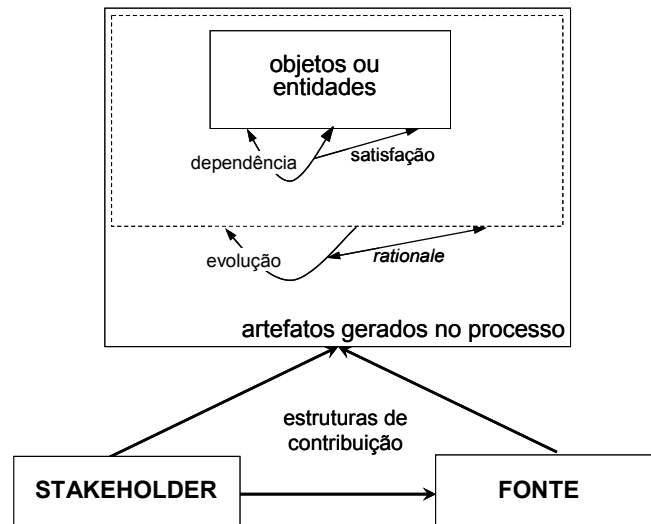 objetos ou
entidades
dependência
satisfação
evolução
rationale
artefatos gerados no processo
estruturas de
contribuição
STAKEHOLDER
FONTE